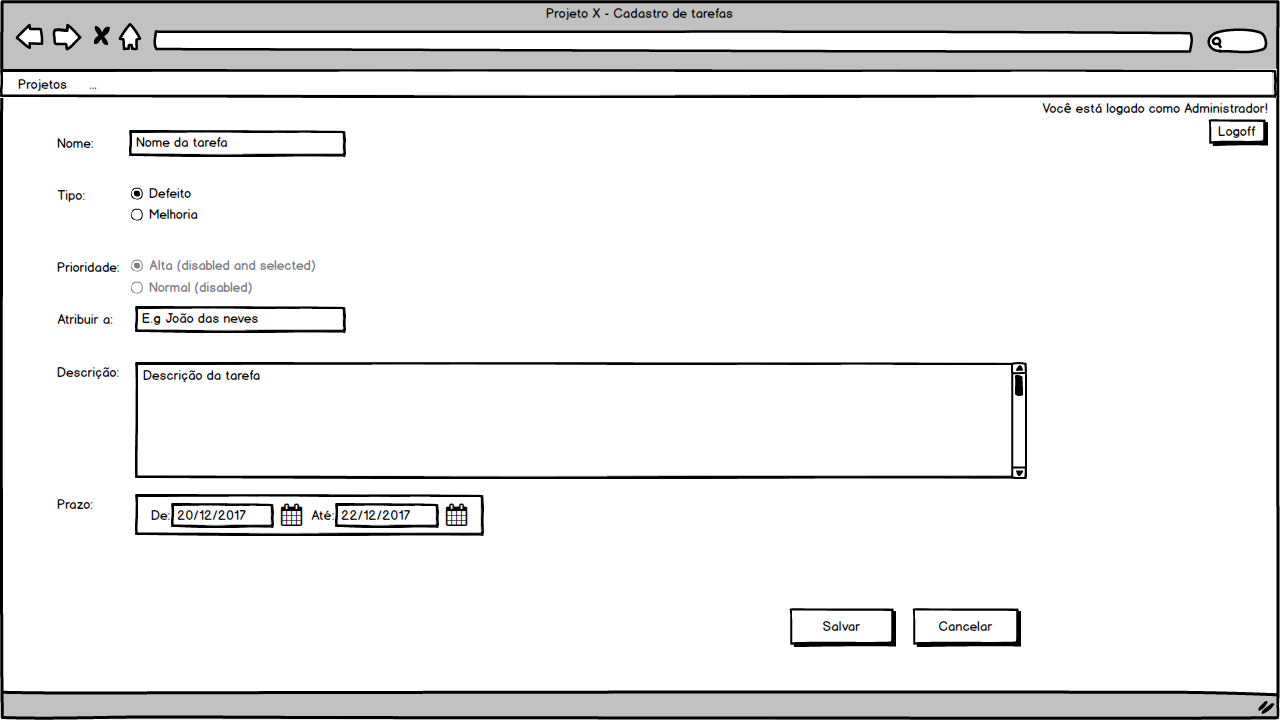 Projeto X - Cadastro de tarefas
Projetos ...
Você está logado como Administrador!
Logoff
Nome: Nome da tarefa
Tipo: Defeito
Melhoria
Prioridade: Alta (disabled and selected)
Normal (disabled)
Atribuir a: E.g João das neves
Descrição: Descrição da tarefa
Prazo: De: 20/12/2017 Até: 22/12/2017
Salvar Cancelar